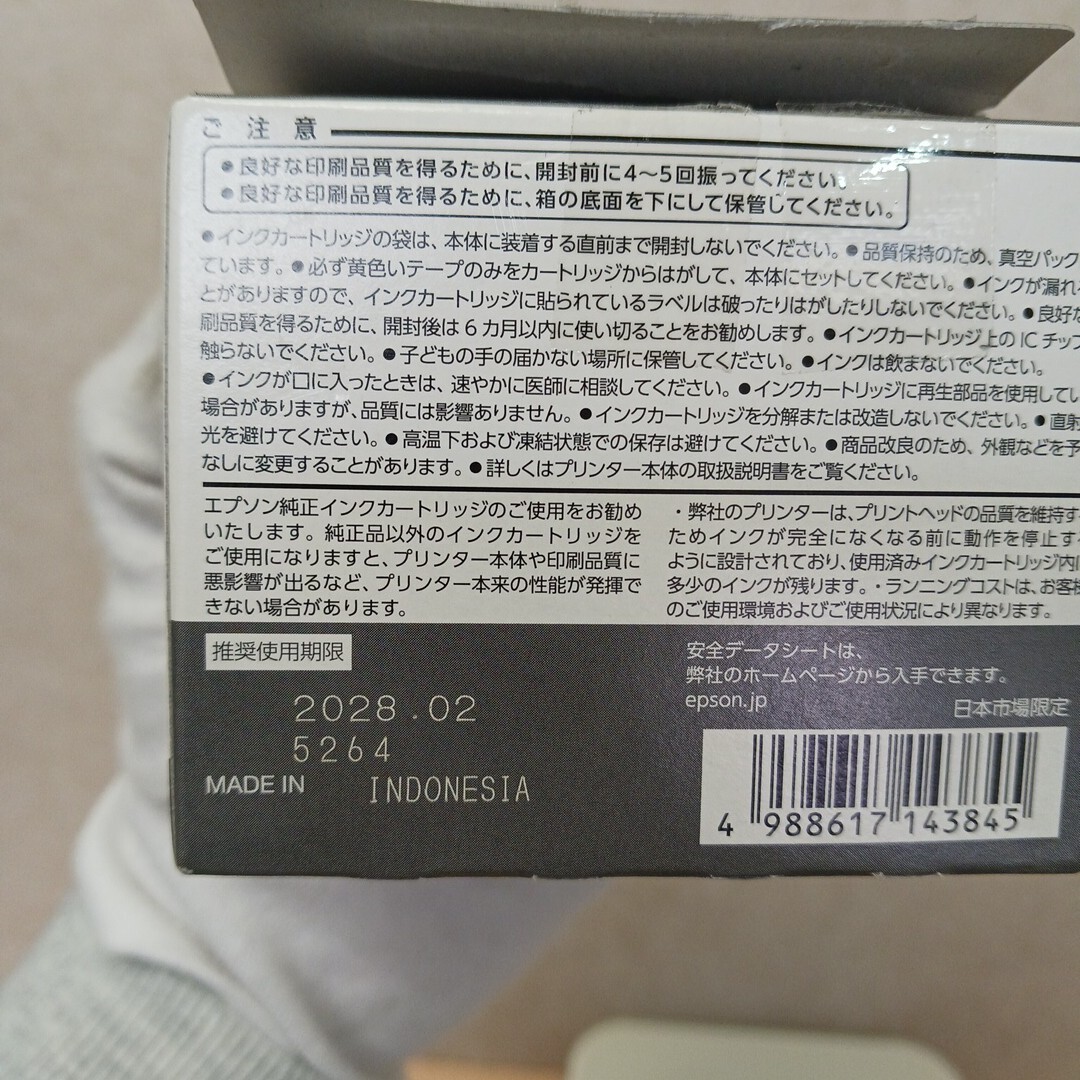 ご 注 意
●良好な印刷品質を得るために、開封前に4〜5回振ってください。
●良好な印刷品質を得るために、箱の底面を下にして保管してください。
●インクカートリッジの袋は、本体に装着する直前まで開封しないでください。●品質保持のため、真空パック
ています。●必ず黄色いテープのみをカートリッジからはがして、本体にセットしてください。●インクが漏れ
とがありますので、インクカートリッジに貼られているラベルは破ったりはがしたりしないでください。●良好な
刷品質を得るために、開封後は6カ月以内に使い切ることをお勧めします。●インクカートリッジ上のICチップ
触らないでください。●子どもの手の届かない場所に保管してください。●インクは飲まないでください。
●インクが口に入ったときは、速やかに医師に相談してください。●インクカートリッジに再生部品を使用してい
場合がありますが、品質には影響ありません。●インクカートリッジを分解または改造しないでください。●直射
光を避けてください。●高温下および凍結状態での保存は避けてください。●商品改良のため、外観などを予
なしに変更することがあります。●詳しくはプリンター本体の取扱説明書をご覧ください。
エプソン純正インクカートリッジのご使用をお勧め
いたします。純正品以外のインクカートリッジを
ご使用になりますと、プリンター本体や印刷品質に
悪影響が出るなど、プリンター本来の性能が発揮で
きない場合があります。
・弊社のプリンターは、プリントヘッドの品質を維持す
ためインクが完全になくなる前に動作を停止す
ように設計されており、使用済みインクカートリッジ内に
多少のインクが残ります。・ランニングコストは、お客様
のご使用環境およびご使用状況により異なります。
推奨使用期限
2028.02
5264
MADE IN INDONESIA
安全データシートは、
弊社のホームページから入手できます。
epson.jp
日本市場限定
4 988617 143845